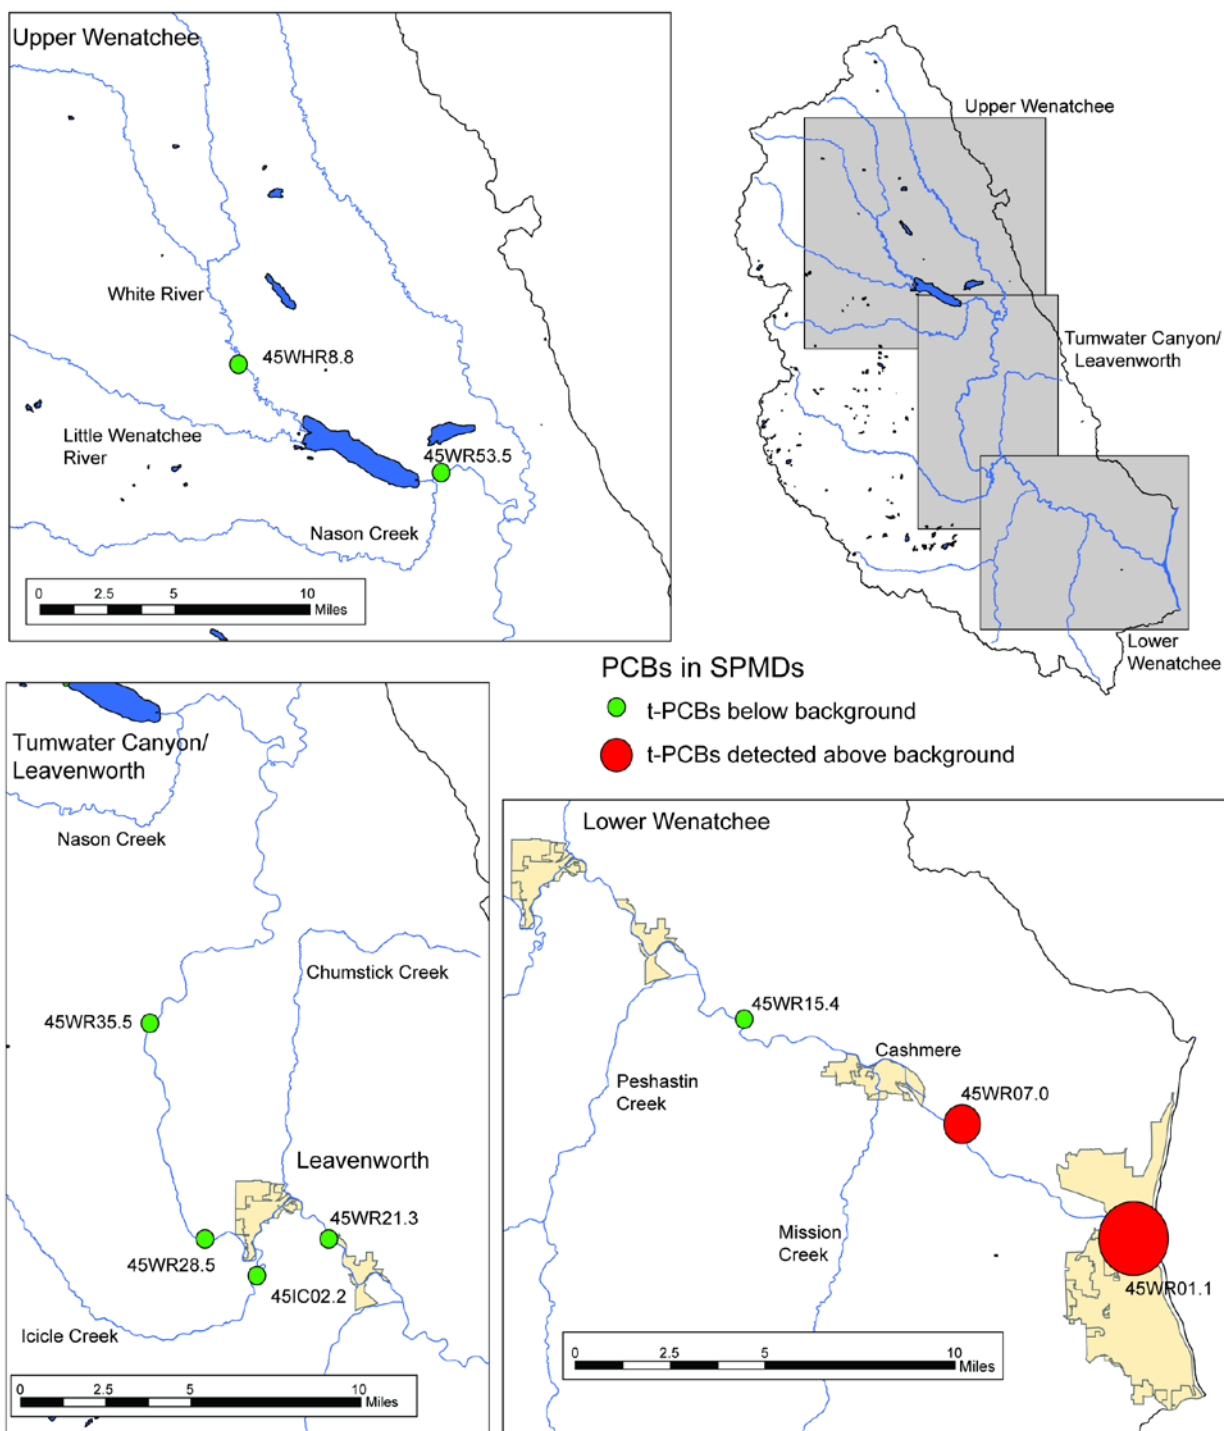 Upper Wenatchee
White River
45WHR8.8
Little Wenatchee
River
45WR53.5
Nason Creek
0 2.5 5 10
Miles
Upper Wenatchee
Tumwater Canyon/
Leavenworth
Lower
Wenatchee
PCBs in SPMDs
t-PCBs below background
t-PCBs detected above background
Tumwater Canyon/
Leavenworth
Nason Creek
Chumstick Creek
45WR35.5
Leavenworth
45WR21.3
45WR28.5
45IC02.2
Icicle Creek
0 2.5 5 10
Miles
Lower Wenatchee
45WR15.4
Cashmere
Peshastin
Creek
45WR07.0
Mission
Creek
45WR01.1
0 2.5 5 10
Miles